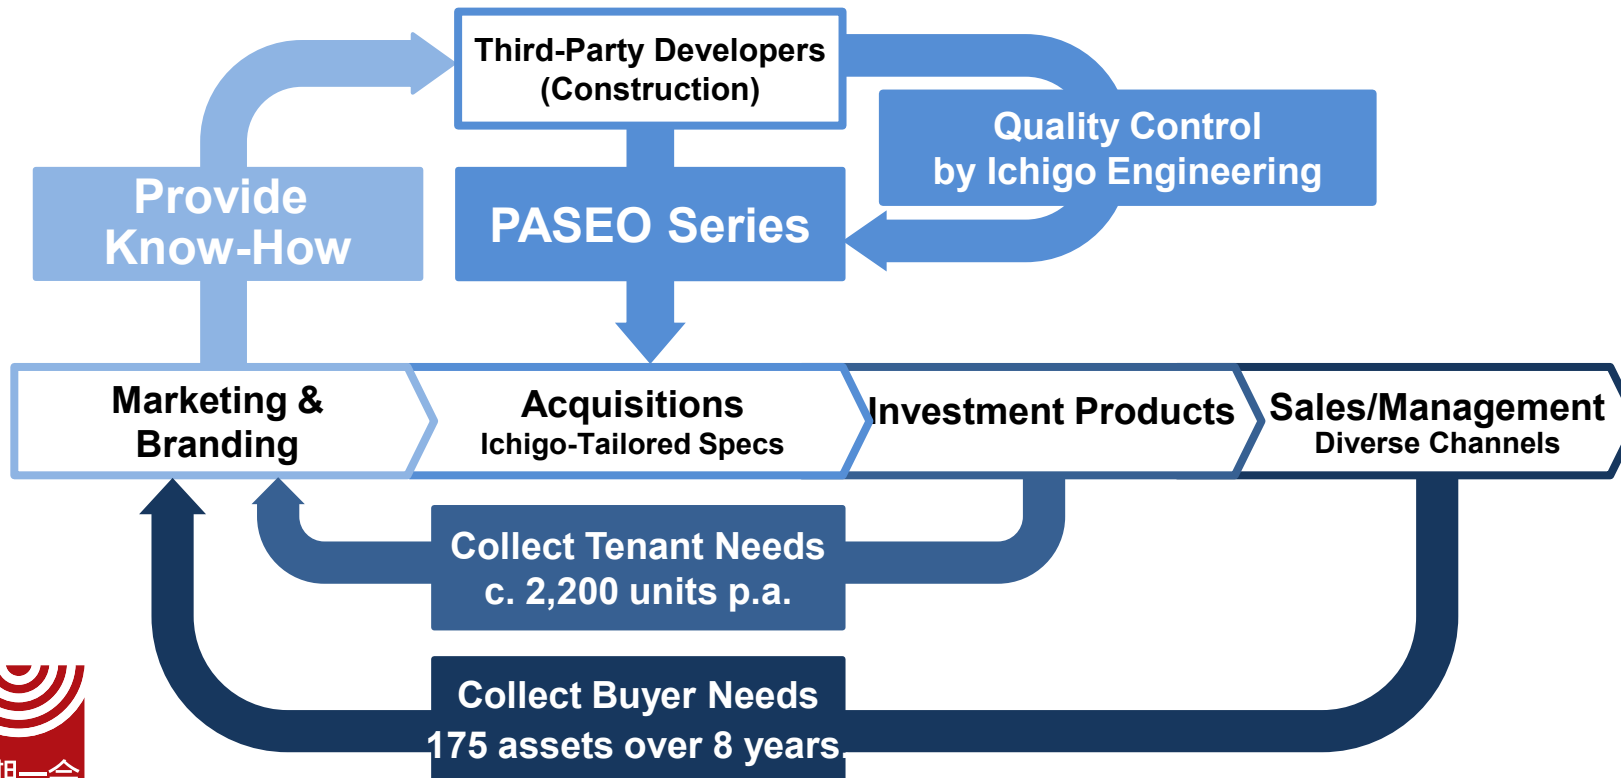 Third-Party Developers
(Construction)
Quality Control
by Ichigo Engineering
Provide
Know-How
PASEO Series
Marketing &
Branding
Acquisitions
Ichigo-Tailored Specs
Investment Products
Sales/Management
Diverse Channels
Collect Tenant Needs
c. 2,200 units p.a.
Collect Buyer Needs
175 assets over 8 years.